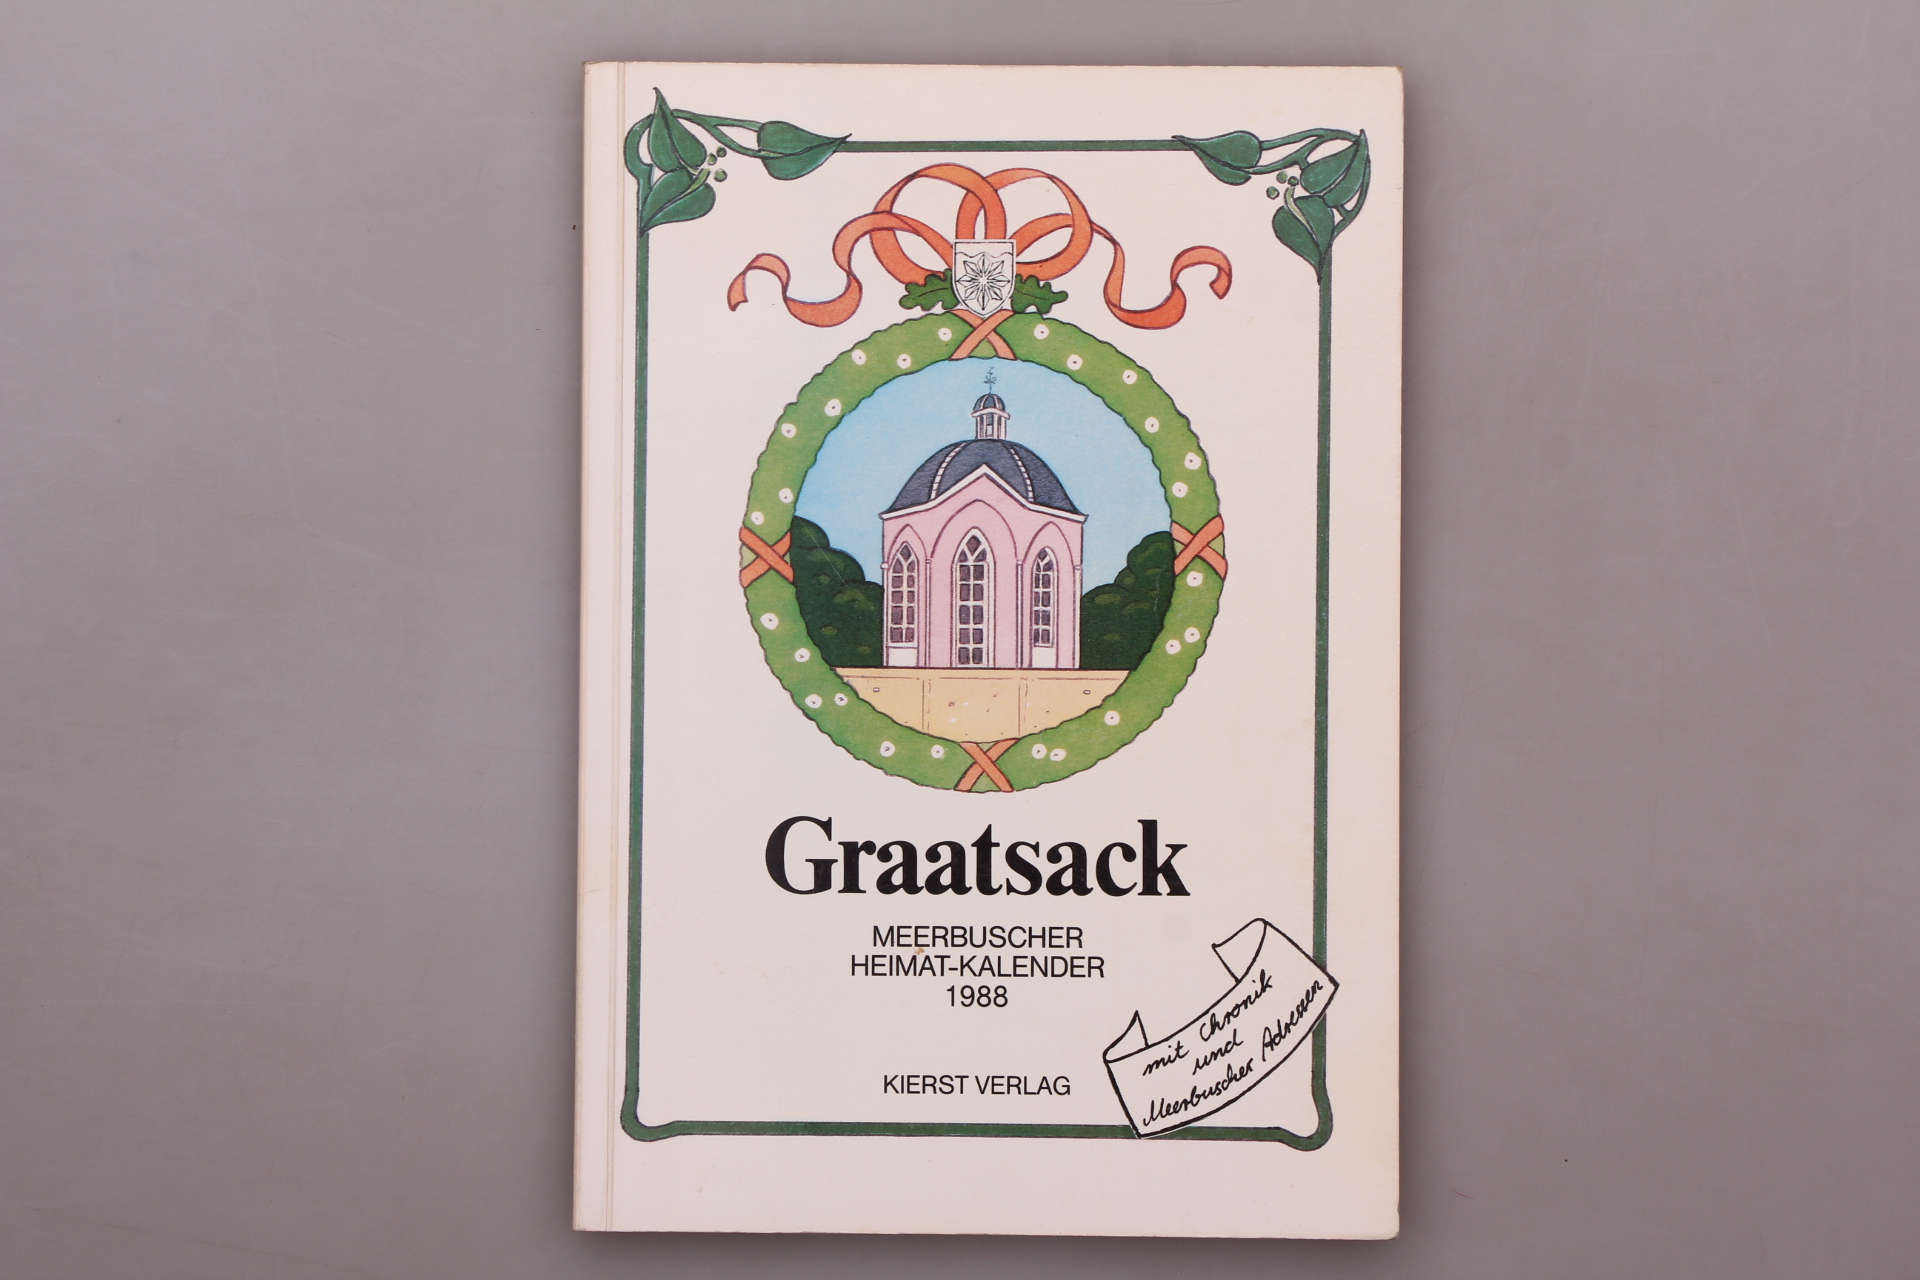 Graatsack
MEERBUSCHER
HEIMAT-KALENDER
1988
KIERST VERLAG
mit Chronik
und
Meerbuscher Adressen